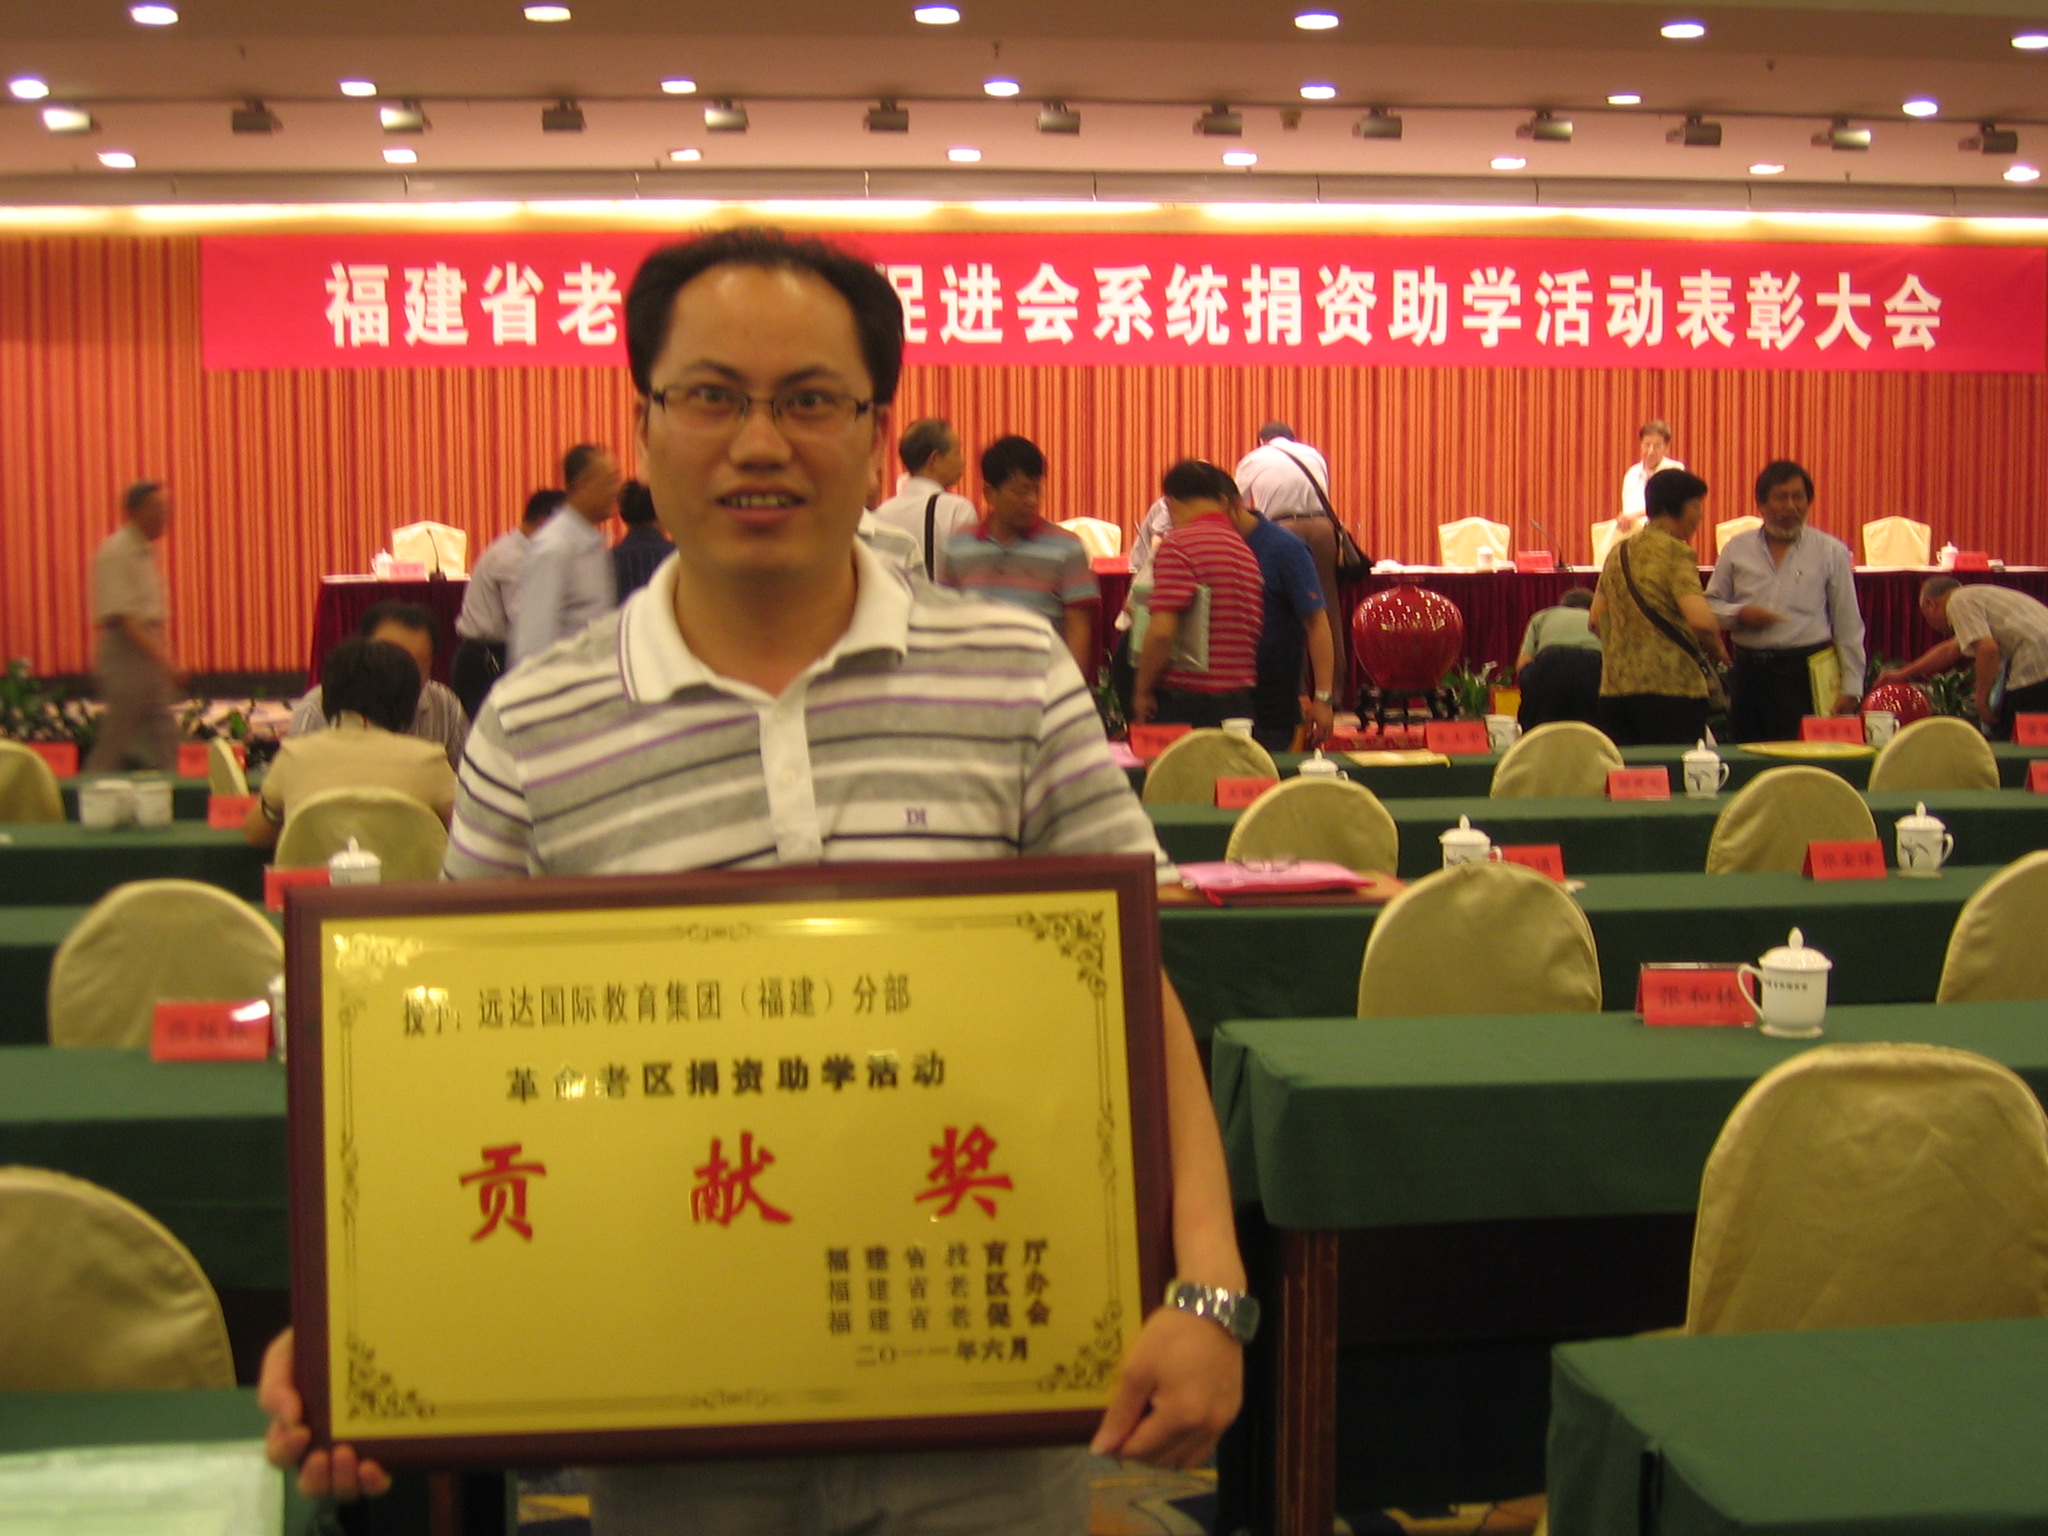 福建省老 促进会系统捐资助学活动表彰大会
授予：远达国际教育集团（福建）分部
革命老区捐资助学活动
贡献奖
福建省教育厅
福建省老区办
福建省老促会
二〇一一年六月
张和林